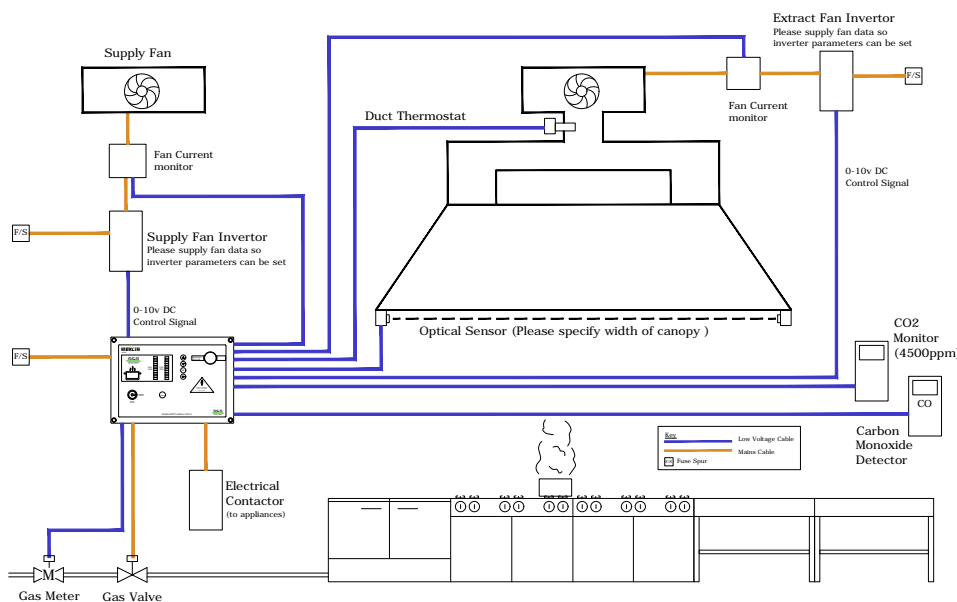 Extract Fan Invertor
Please supply fan data so
inverter parameters can be set
Supply Fan
F/S
Fan Current
monitor
Duct Thermostat
Fan Current
monitor
0-10v DC
Control Signal
F/S
Supply Fan Invertor
Please supply fan data so
inverter parameters can be set
0-10v DC
Control Signal
Optical Sensor (Please specify width of canopy )
CO2
Monitor
(4500ppm)
F/S
MERLIN
CO
Carbon
Monoxide
Detector
Key
Low Voltage Cable
Mains Cable
Fuse Spur
Electrical
Contactor
(to appliances)
M
Gas Meter
Gas Valve